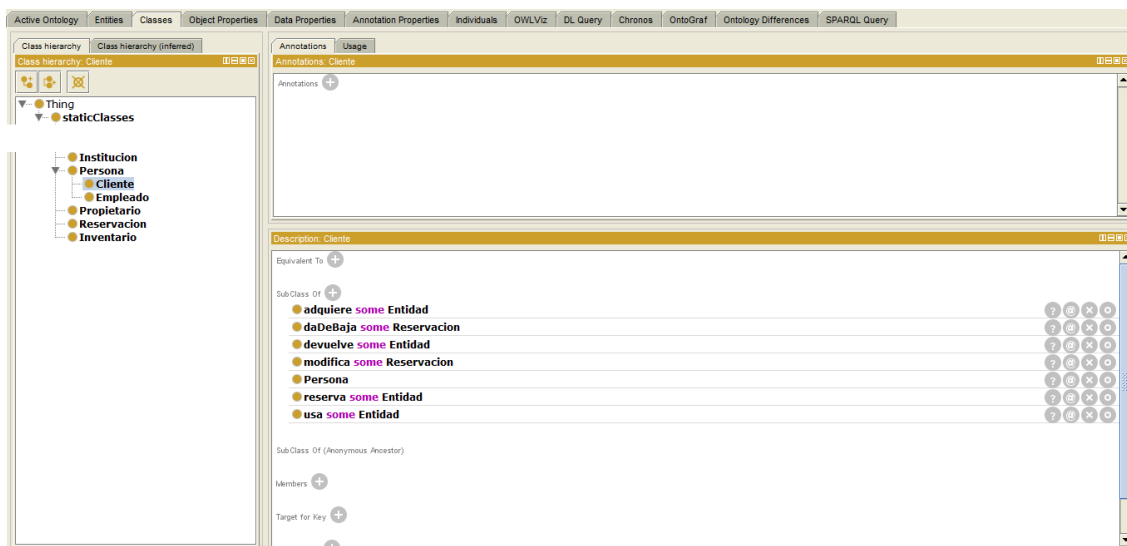 Active Ontology Entities Classes Object Properties Data Properties Annotation Properties Individuals OWLViz DL Query Chronos OntoGraf Ontology Differences SPARQL Query
Class hierarchy Class hierarchy (inferred)
Class hierarchy: Cliente
Thing
staticClasses
Institucion
Persona
Cliente
Empleado
Propietario
Reservacion
Inventario
Annotations Usage
Annotations: Cliente
Annotations
Description: Cliente
Equivalent To
SubClass Of
adquiere some Entidad
daDeBaja some Reservacion
devuelve some Entidad
modifica some Reservacion
Persona
reserva some Entidad
usa some Entidad
SubClass Of (Anonymous Ancestor)
Members
Target for Key